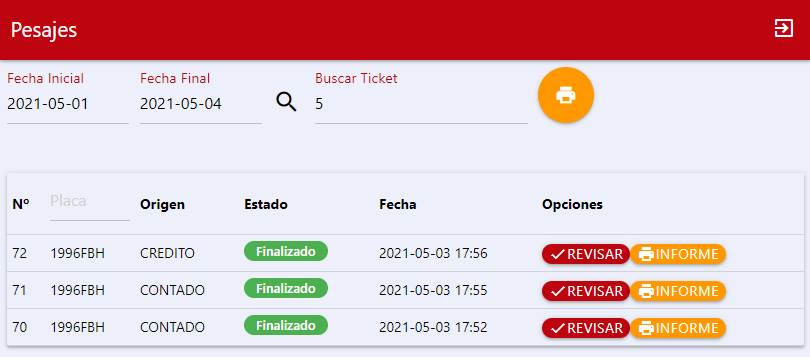 Pesajes
Fecha Inicial Fecha Final Buscar Ticket
2021-05-01 2021-05-04 5
Nº Placa Origen Estado Fecha Opciones
72 1996FBH CREDITO Finalizado 2021-05-03 17:56 REVISAR INFORME
71 1996FBH CONTADO Finalizado 2021-05-03 17:55 REVISAR INFORME
70 1996FBH CONTADO Finalizado 2021-05-03 17:52 REVISAR INFORME